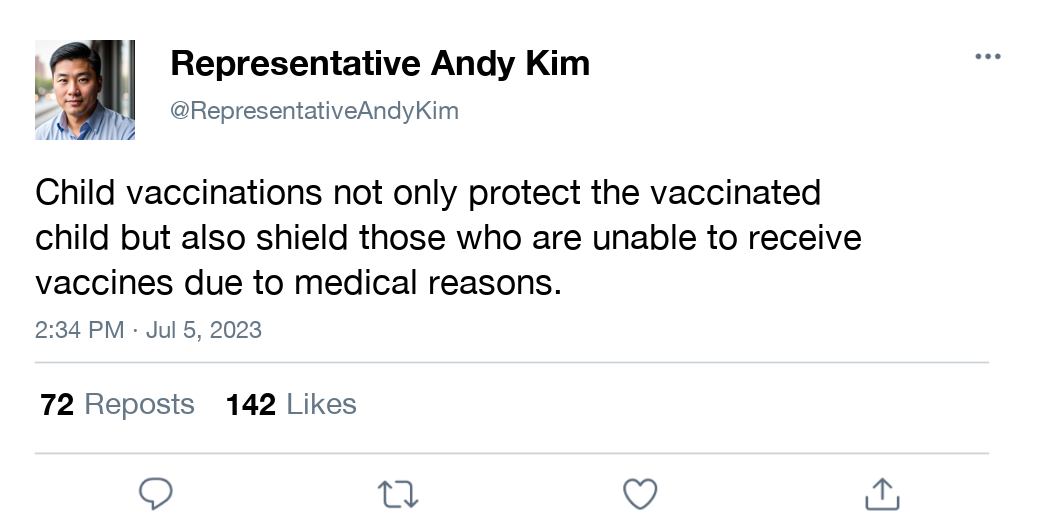 Representative Andy Kim
@RepresentativeAndyKim
Child vaccinations not only protect the vaccinated
child but also shield those who are unable to receive
vaccines due to medical reasons.
2:34 PM · Jul 5, 2023
72 Reposts 142 Likes